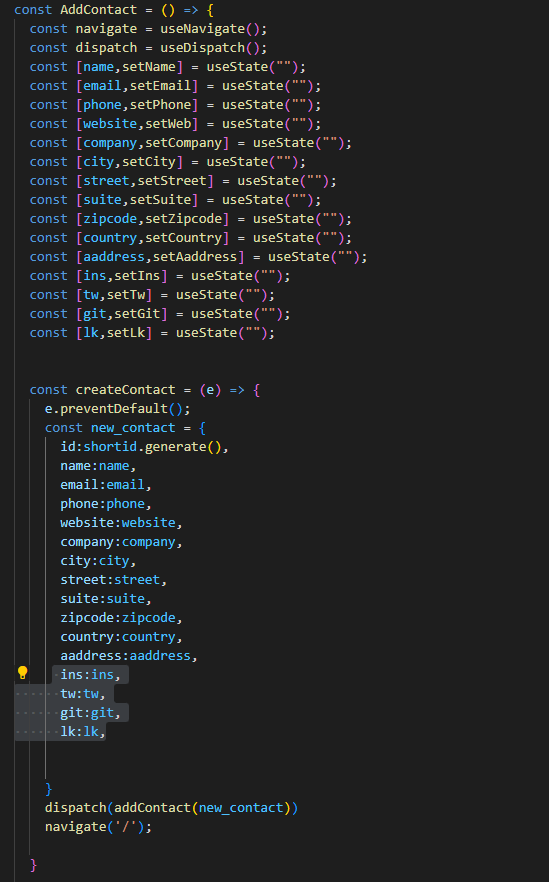 const AddContact = () => {
const navigate = useNavigate();
const dispatch = useDispatch();
const [name,setName] = useState("");
const [email,setEmail] = useState("");
const [phone,setPhone] = useState("");
const [website,setWeb] = useState("");
const [company,setCompany] = useState("");
const [city,setCity] = useState("");
const [street,setStreet] = useState("");
const [suite,setSuite] = useState("");
const [zipcode,setZipcode] = useState("");
const [country,setCountry] = useState("");
const [aaddress,setAaddress] = useState("");
const [ins,setIns] = useState("");
const [tw,setTw] = useState("");
const [git,setGit] = useState("");
const [lk,setLk] = useState("");
const createContact = (e) => {
e.preventDefault();
const new_contact = {
id:shortid.generate(),
name:name,
email:email,
phone:phone,
website:website,
company:company,
city:city,
street:street,
suite:suite,
zipcode:zipcode,
country:country,
aaddress:aaddress,
ins:ins,
tw:tw,
git:git,
lk:lk,
}
dispatch(addContact(new_contact))
navigate('/');
}